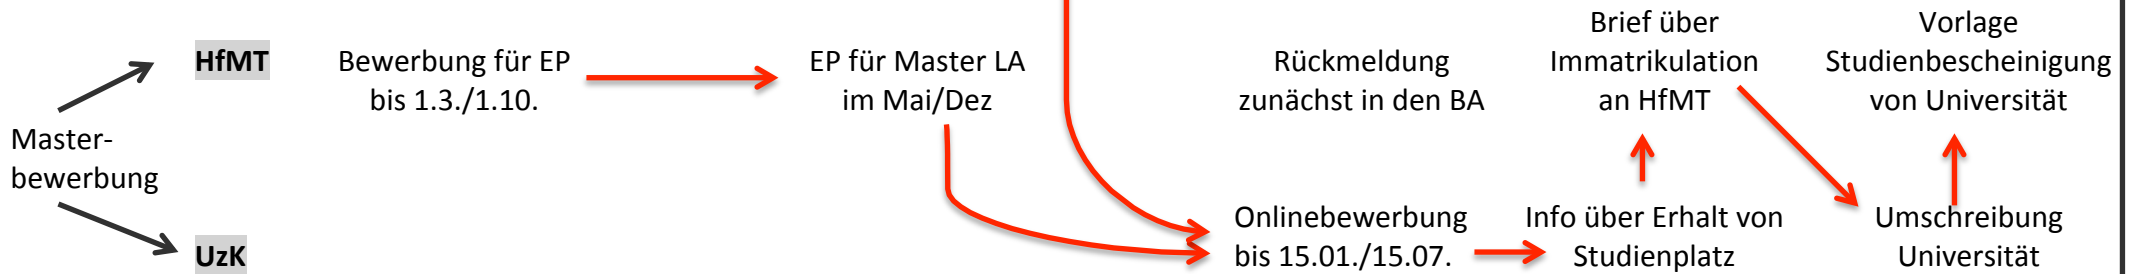 Master-
bewerbung
HfMT
Bewerbung für EP
bis 1.3./1.10.
EP für Master LA
im Mai/Dez
Rückmeldung
zunächst in den BA
Brief über
Immatrikulation
an HfMT
Vorlage
Studienbescheinigung
von Universität
UzK
Onlinebewerbung
bis 15.01./15.07.
Info über Erhalt von
Studienplatz
Umschreibung
Universität